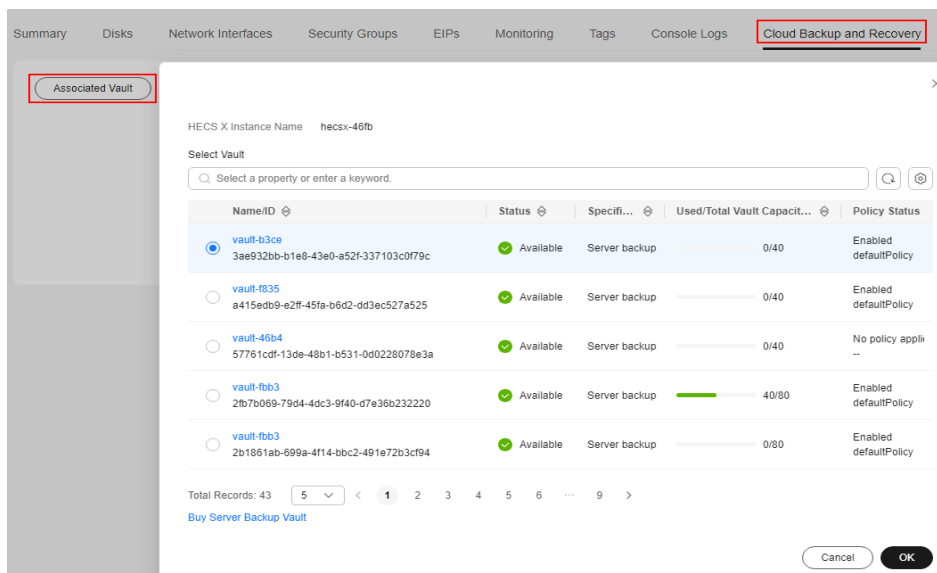 Summary Disks Network Interfaces Security Groups EIPs Monitoring Tags Console Logs Cloud Backup and Recovery
Associated Vault
HECS X Instance Name hecsx-46fb
Select Vault
Select a property or enter a keyword.
Name/ID Status Specifi... Used/Total Vault Capacit... Policy Status
vault-b3ce
3ae932bb-b1e8-43e0-a52f-337103c0f79c
Available Server backup 0/40
Enabled
defaultPolicy
vault-f835
a415edb9-e2ff-45fa-b6d2-dd3ec527a525
Available Server backup 0/40
Enabled
defaultPolicy
vault-46b4
57761cdf-13de-48b1-b531-0d0228078e3a
Available Server backup 0/40
No policy appli
--
vault-fbb3
2fb7b069-79d4-4dc3-9f40-d7e36b232220
Available Server backup 40/80
Enabled
defaultPolicy
vault-fbb3
2b1861ab-699a-4f14-bbc2-491e72b3cf94
Available Server backup 0/80
Enabled
defaultPolicy
Total Records: 43 5 < 1 2 3 4 5 6 ... 9 >
Buy Server Backup Vault
Cancel OK